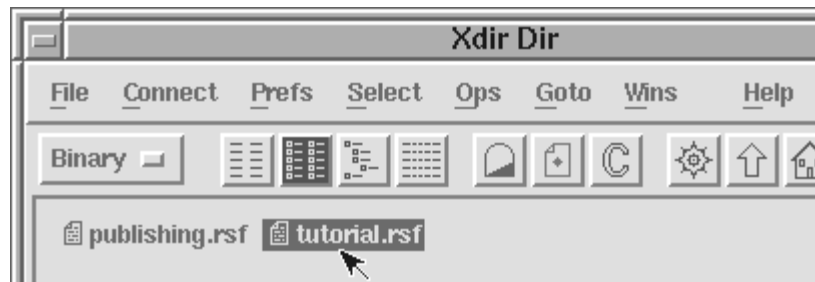 Xdir Dir
File Connect Prefs Select Ops Goto Wins Help
Binary C
publishing.rsf tutorial.rsf